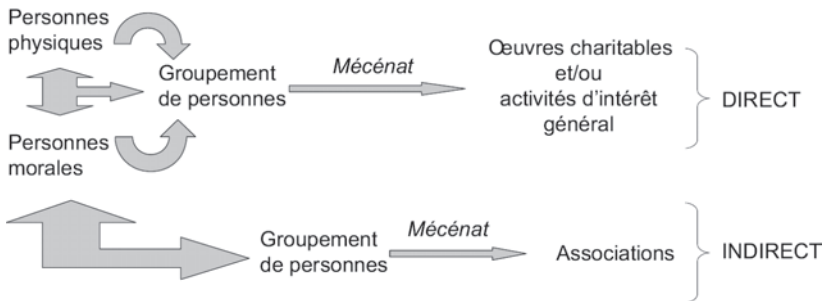 Personnes
physiques
Groupement
de personnes
Mécénat
Œuvres charitables
et/ou
activités d’intérêt
général
DIRECT
Personnes
morales
Groupement
de personnes
Mécénat
Associations
INDIRECT